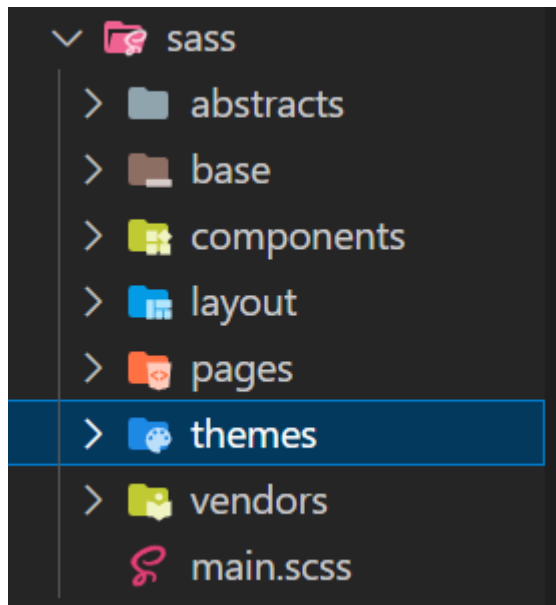 sass
abstracts
base
components
layout
pages
themes
vendors
main.scss